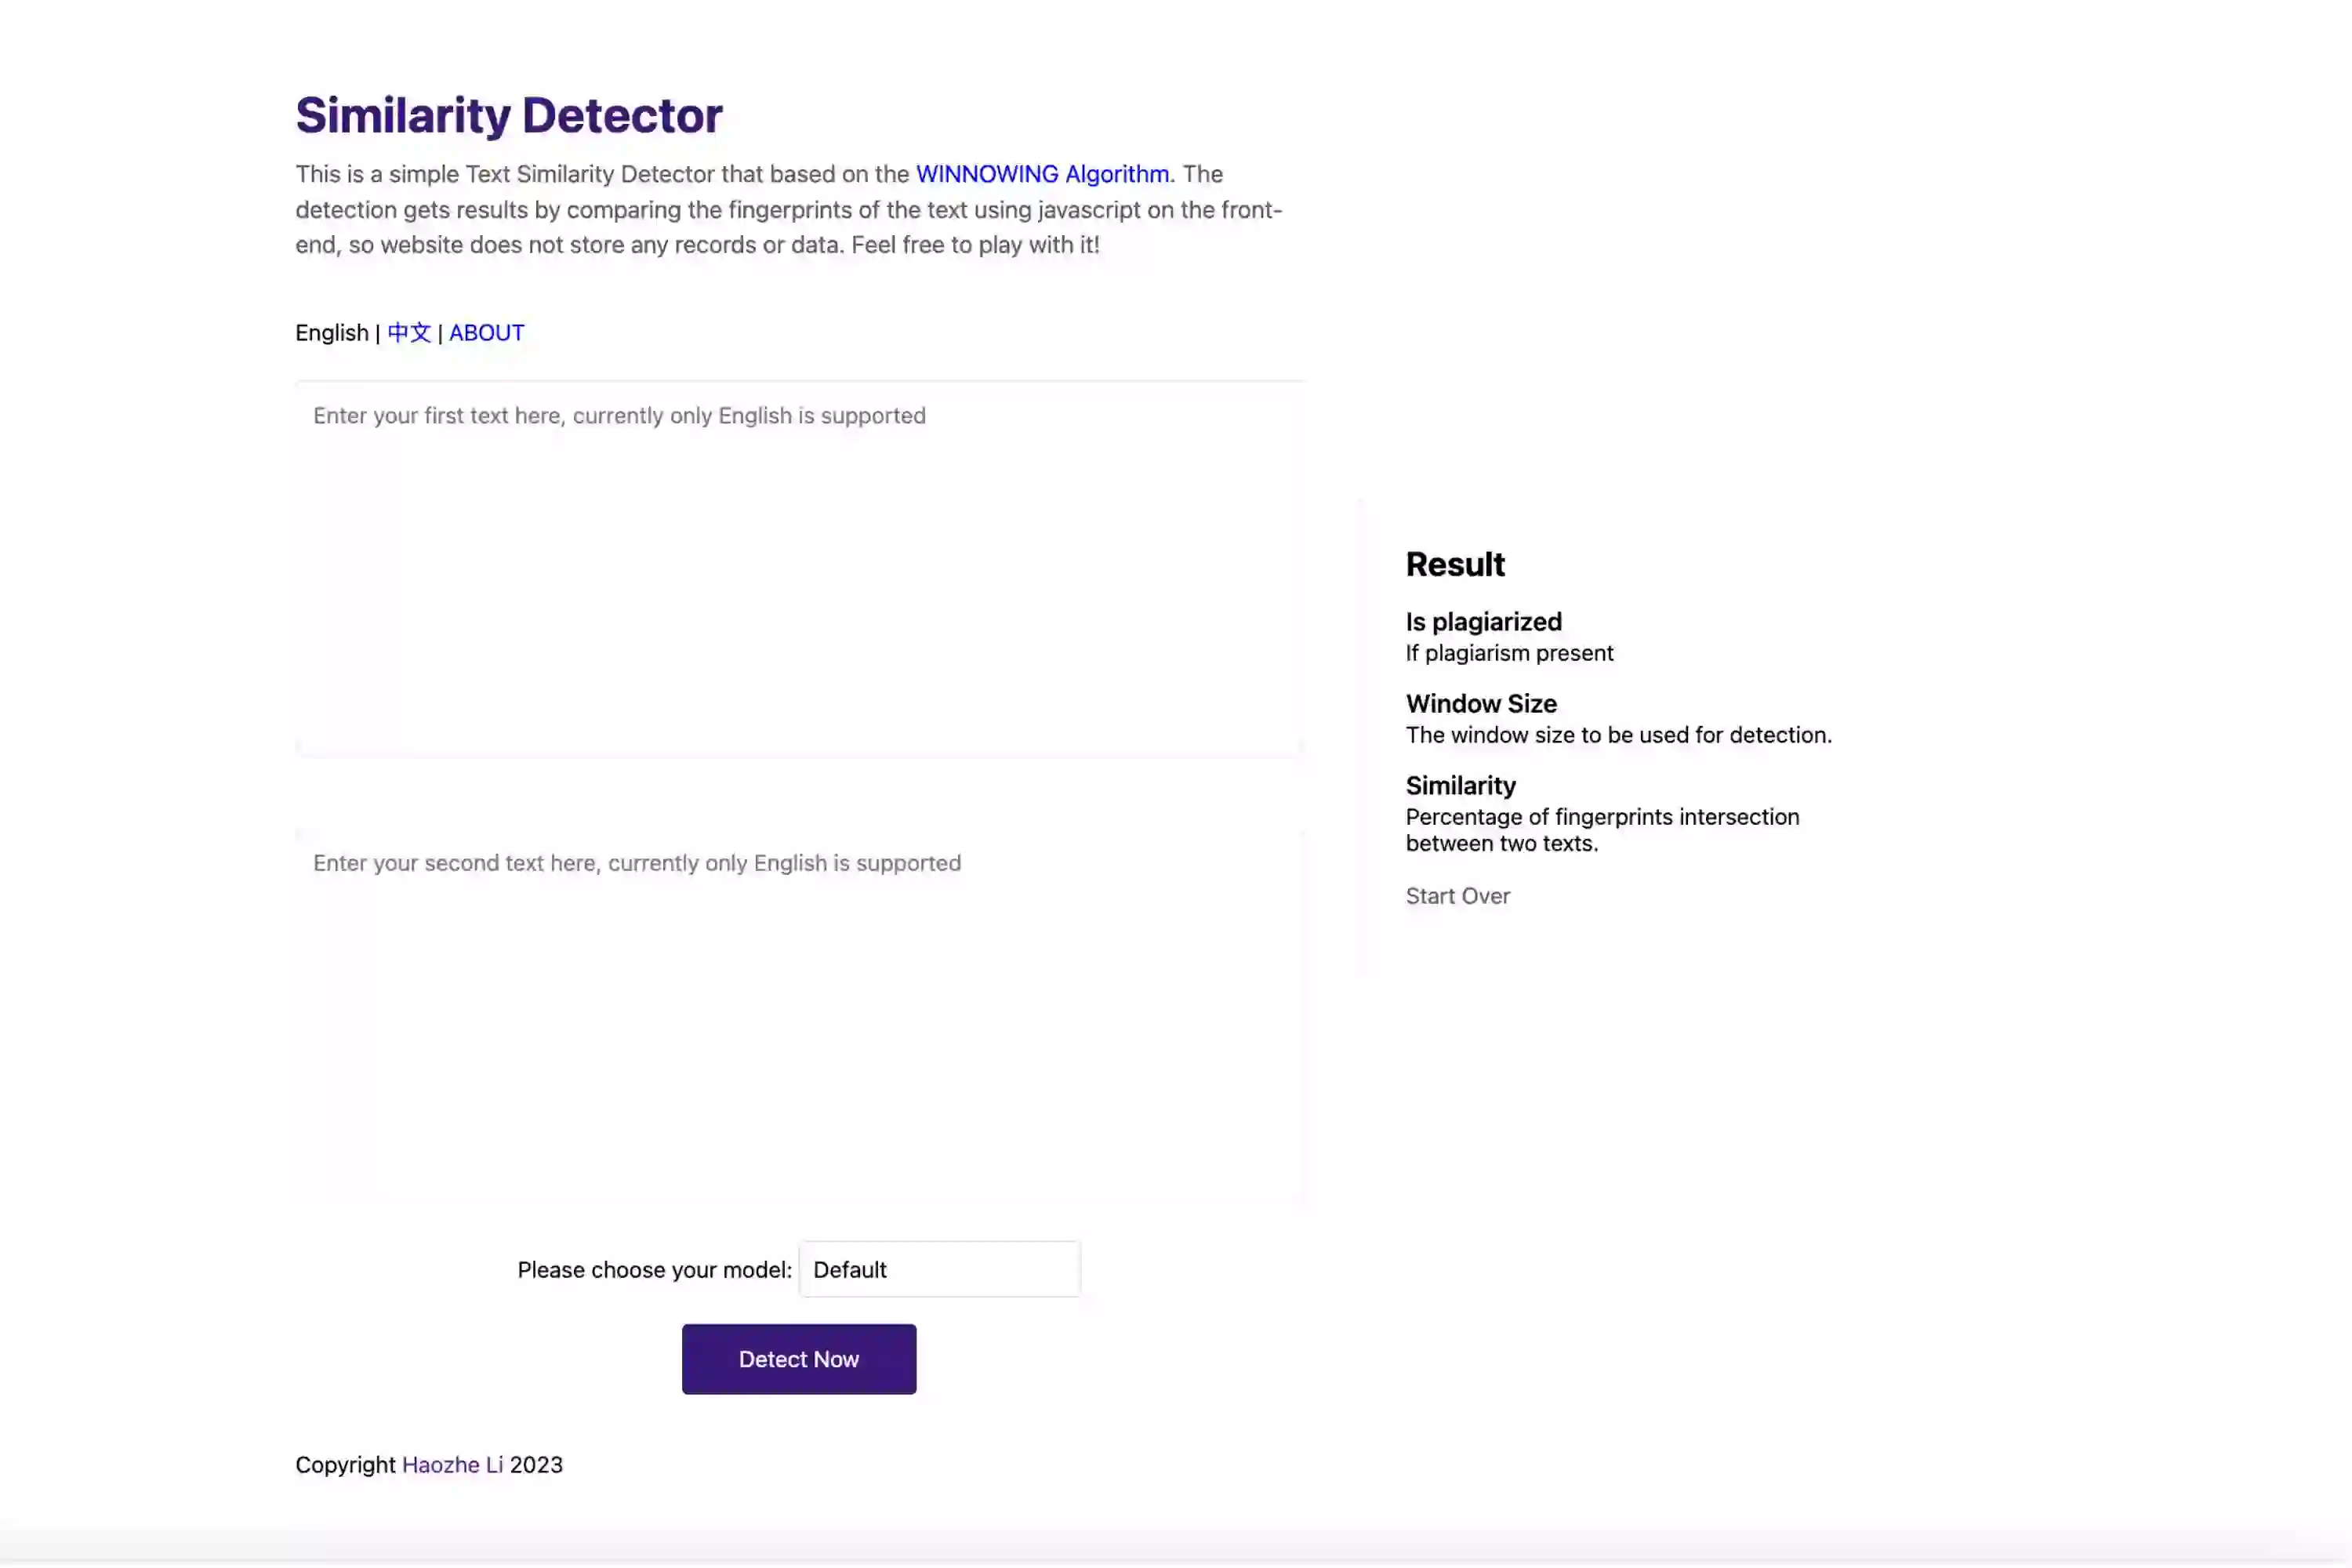 Similarity Detector
This is a simple Text Similarity Detector that based on the WINNOWING Algorithm. The
detection gets results by comparing the fingerprints of the text using javascript on the front-
end, so website does not store any records or data. Feel free to play with it!
English | 中文 | ABOUT
Enter your first text here, currently only English is supported
Enter your second text here, currently only English is supported
Please choose your model: Default
Detect Now
Copyright Haozhe Li 2023
Result
Is plagiarized
If plagiarism present
Window Size
The window size to be used for detection.
Similarity
Percentage of fingerprints intersection
between two texts.
Start Over